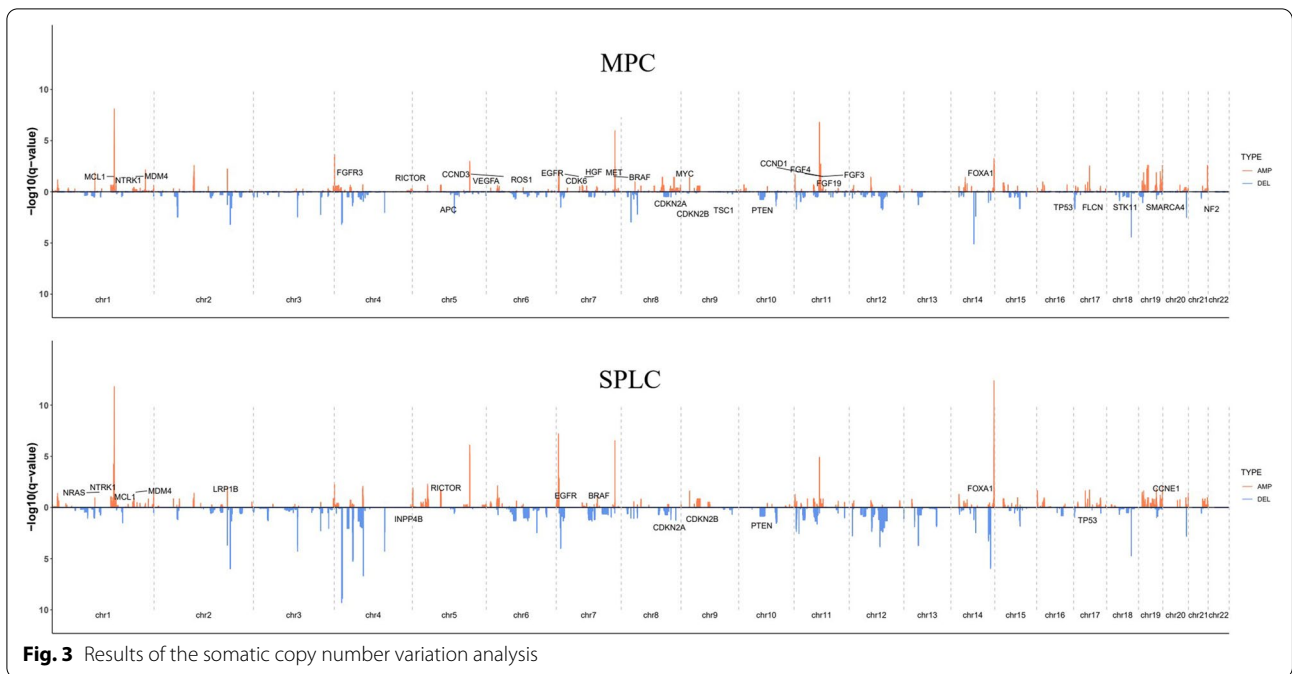 MPC
10
5
0
5
10
−log10(q−value)
MCL1
NTRK1
MDM4
FGFR3
RICTOR
APC
CCND3
VEGFA
ROS1
EGFR
CDK6
HGF
MET
BRAF
MYC
CDKN2A
CDKN2B
TSC1
PTEN
CCND1
FGF4
FGF3
FGF19
FOXA1
TP53
FLCN
STK11
SMARCA4
NF2
TYPE
AMP
DEL
chr1 chr2 chr3 chr4 chr5 chr6 chr7 chr8 chr9 chr10 chr11 chr12 chr13 chr14 chr15 chr16 chr17 chr18 chr19 chr20 chr21 chr22
SPLC
10
5
0
5
10
−log10(q−value)
NRAS
NTRK1
MCL1
MDM4
LRP1B
INPP4B
RICTOR
EGFR
BRAF
CDKN2A
CDKN2B
PTEN
FOXA1
TP53
CCNE1
TYPE
AMP
DEL
chr1 chr2 chr3 chr4 chr5 chr6 chr7 chr8 chr9 chr10 chr11 chr12 chr13 chr14 chr15 chr16 chr17 chr18 chr19 chr20 chr21 chr22
Fig. 3 Results of the somatic copy number variation analysis